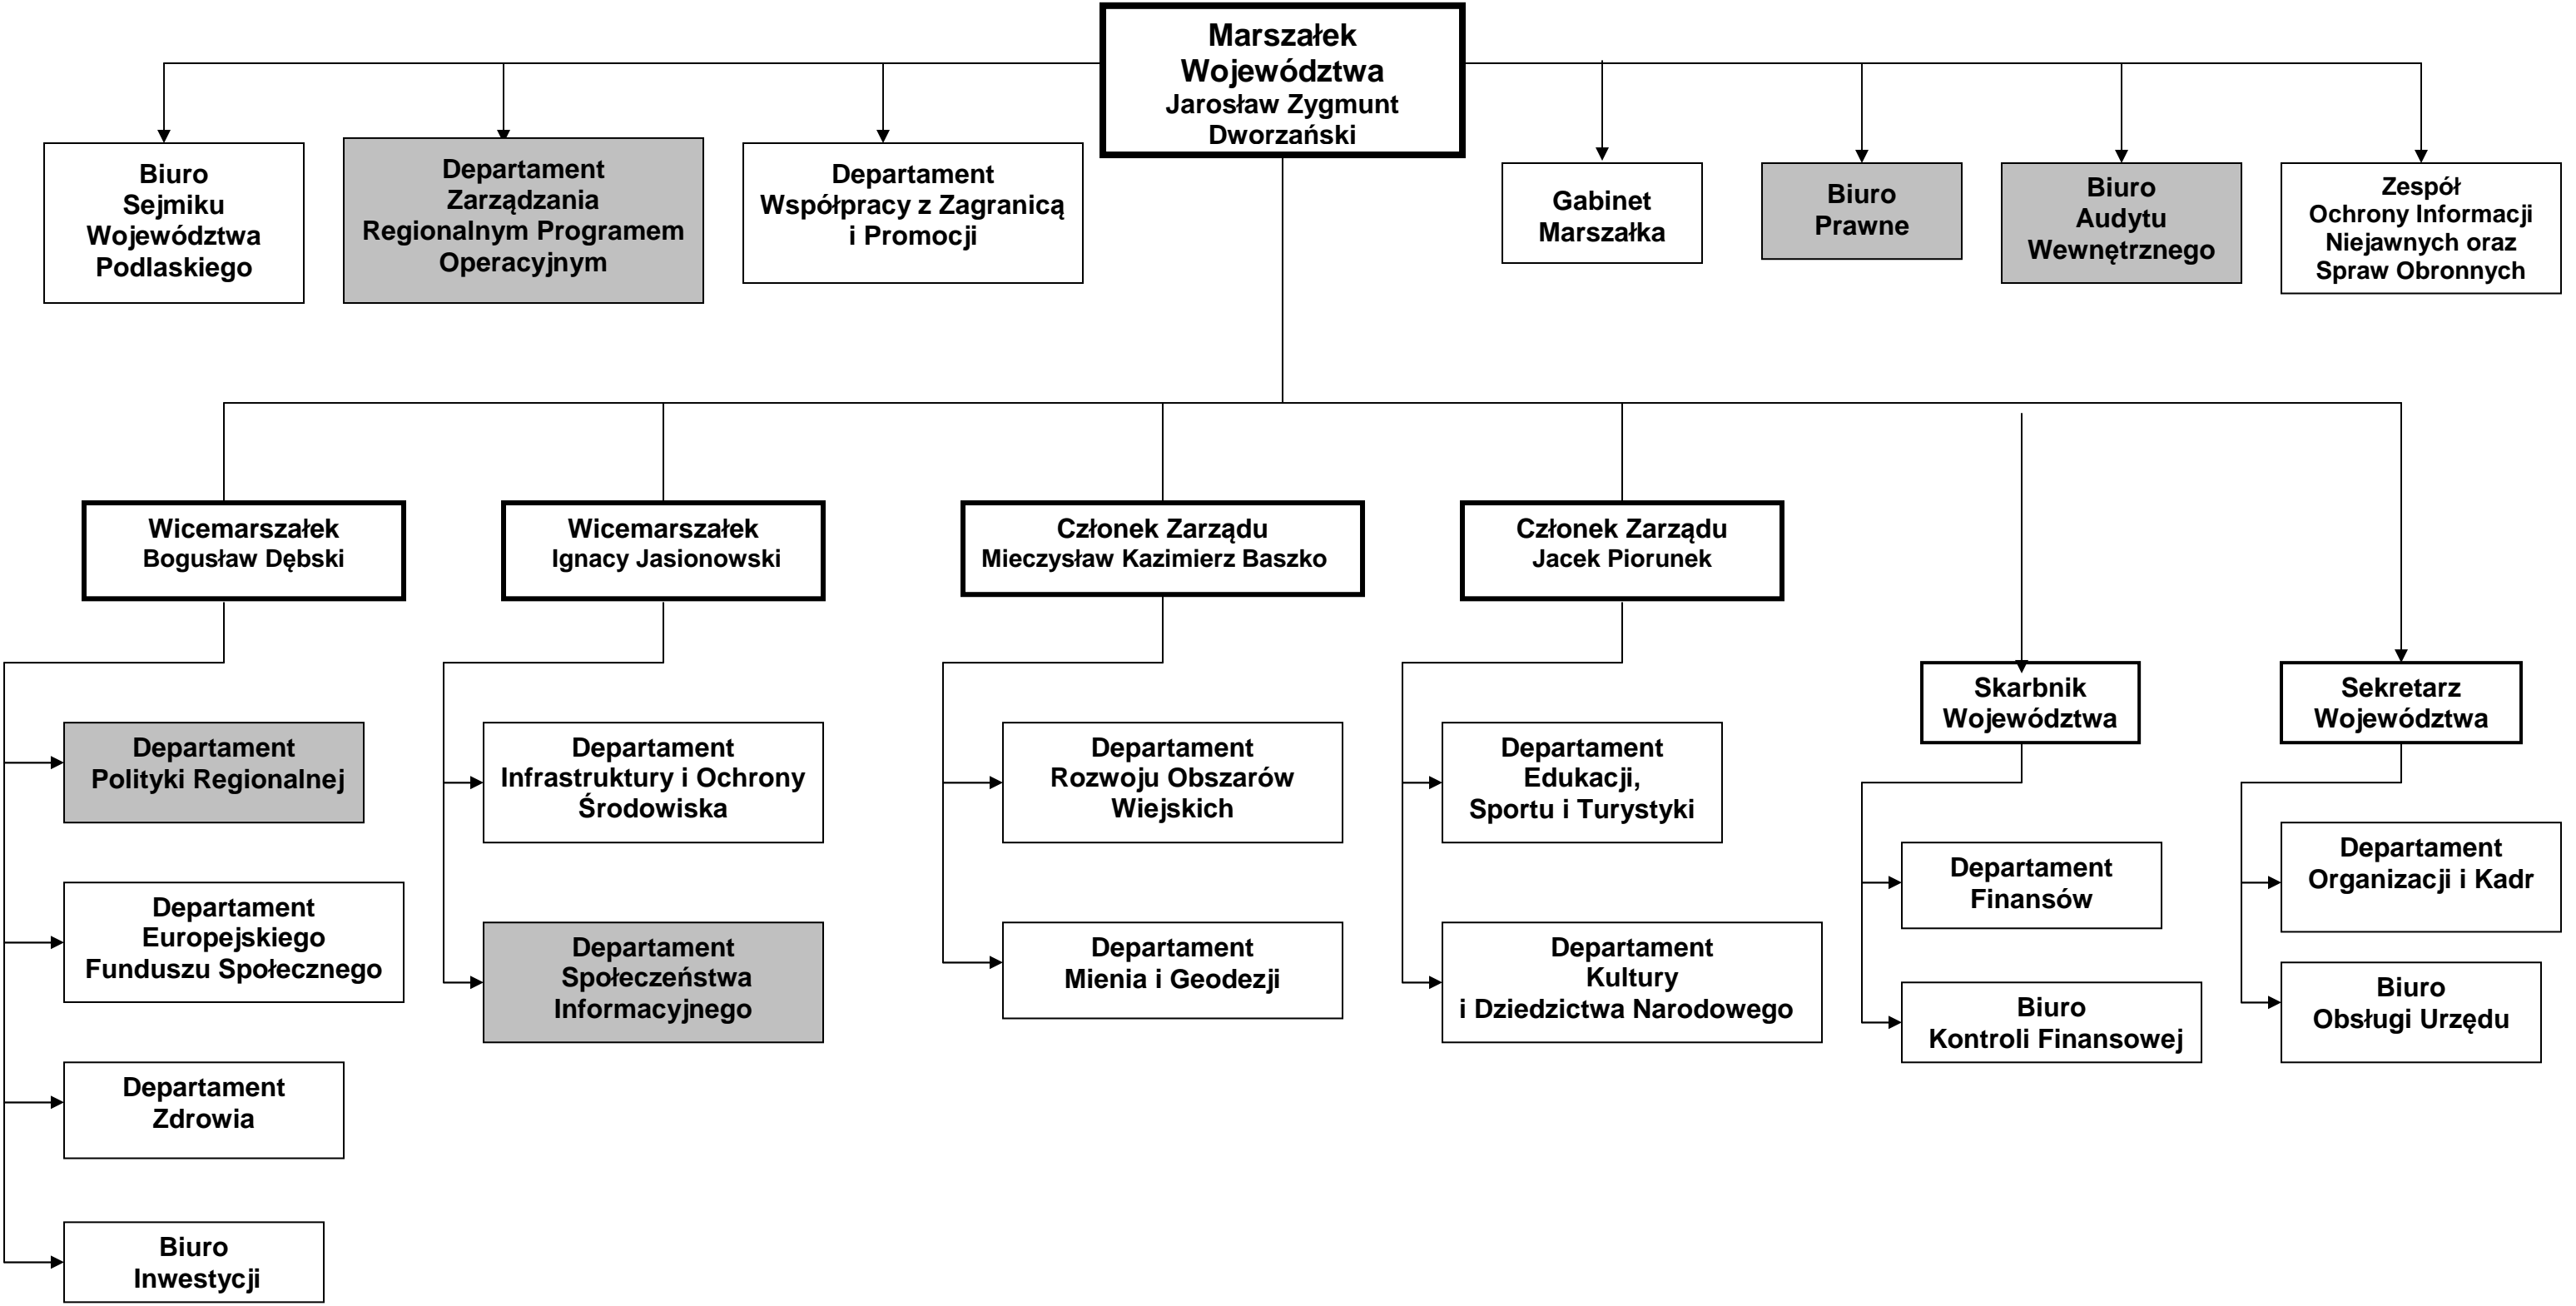 Marszałek
Województwa
Jarosław Zygmunt
Dworzański
Biuro
Sejmiku
Województwa
Podlaskiego
Departament
Zarządzania
Regionalnym Programem
Operacyjnym
Departament
Współpracy z Zagranicą
i Promocji
Gabinet
Marszałka
Biuro
Prawne
Biuro
Audytu
Wewnętrznego
Zespół
Ochrony Informacji
Niejawnych oraz
Spraw Obronnych
Wicemarszałek
Bogusław Dębski
Wicemarszałek
Ignacy Jasionowski
Członek Zarządu
Mieczysław Kazimierz Baszko
Członek Zarządu
Jacek Piorunek
Skarbnik
Województwa
Sekretarz
Województwa
Departament
Polityki Regionalnej
Departament
Europejskiego
Funduszu Społecznego
Departament
Zdrowia
Biuro
Inwestycji
Departament
Infrastruktury i Ochrony
Środowiska
Departament
Społeczeństwa
Informacyjnego
Departament
Rozwoju Obszarów
Wiejskich
Departament
Mienia i Geodezji
Departament
Edukacji,
Sportu i Turystyki
Departament
Kultury
i Dziedzictwa Narodowego
Departament
Finansów
Biuro
Kontroli Finansowej
Departament
Organizacji i Kadr
Biuro
Obsługi Urzędu